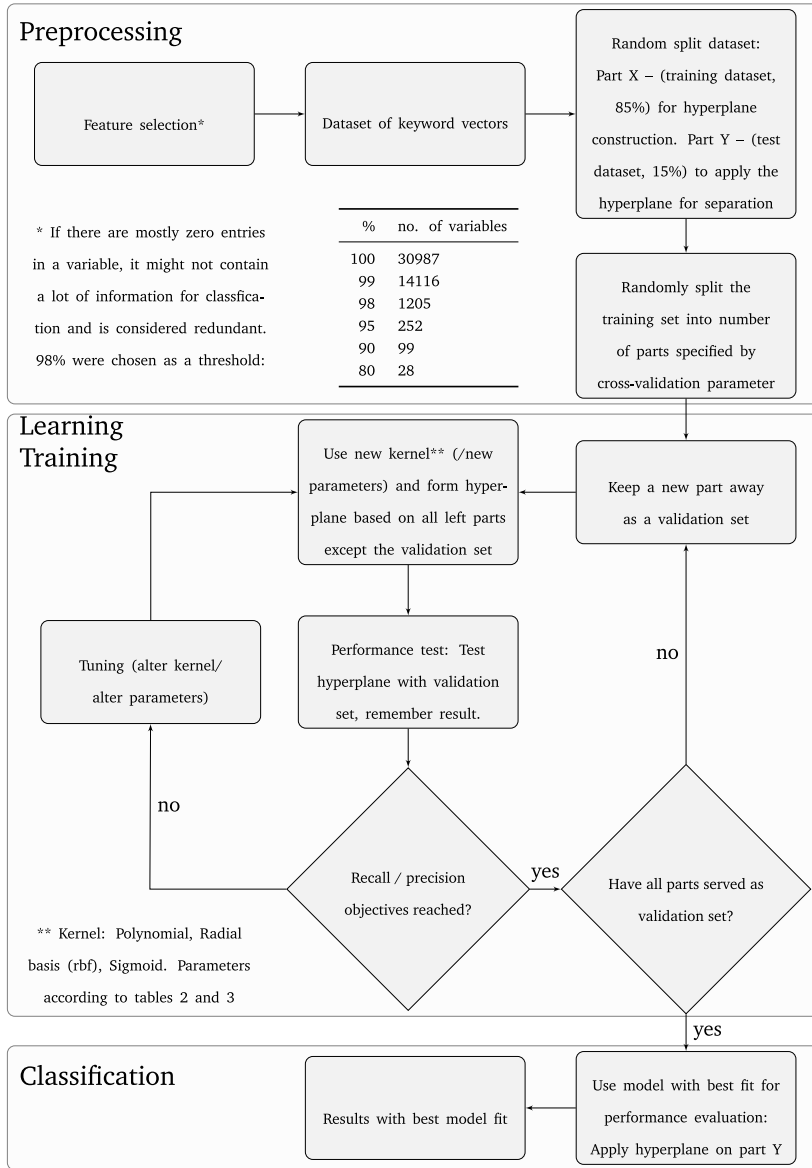 Preprocessing
Feature selection*
Dataset of keyword vectors
Random split dataset:
Part X – (training dataset,
85%) for hyperplane
construction. Part Y – (test
dataset, 15%) to apply the
hyperplane for separation
* If there are mostly zero entries
in a variable, it might not contain
a lot of information for classfica-
tion and is considered redundant.
98% were chosen as a threshold:
% no. of variables
100 30987
99 14116
98 1205
95 252
90 99
80 28
Randomly split the
training set into number
of parts specified by
cross-validation parameter
Learning
Training
Use new kernel** (/new
parameters) and form hyper-
plane based on all left parts
except the validation set
Keep a new part away
as a validation set
Tuning (alter kernel/
alter parameters)
Performance test: Test
hyperplane with validation
set, remember result.
no
no
Recall / precision
objectives reached?
yes
Have all parts served as
validation set?
** Kernel: Polynomial, Radial
basis (rbf), Sigmoid. Parameters
according to tables 2 and 3
yes
Classification
Results with best model fit
Use model with best fit for
performance evaluation:
Apply hyperplane on part Y